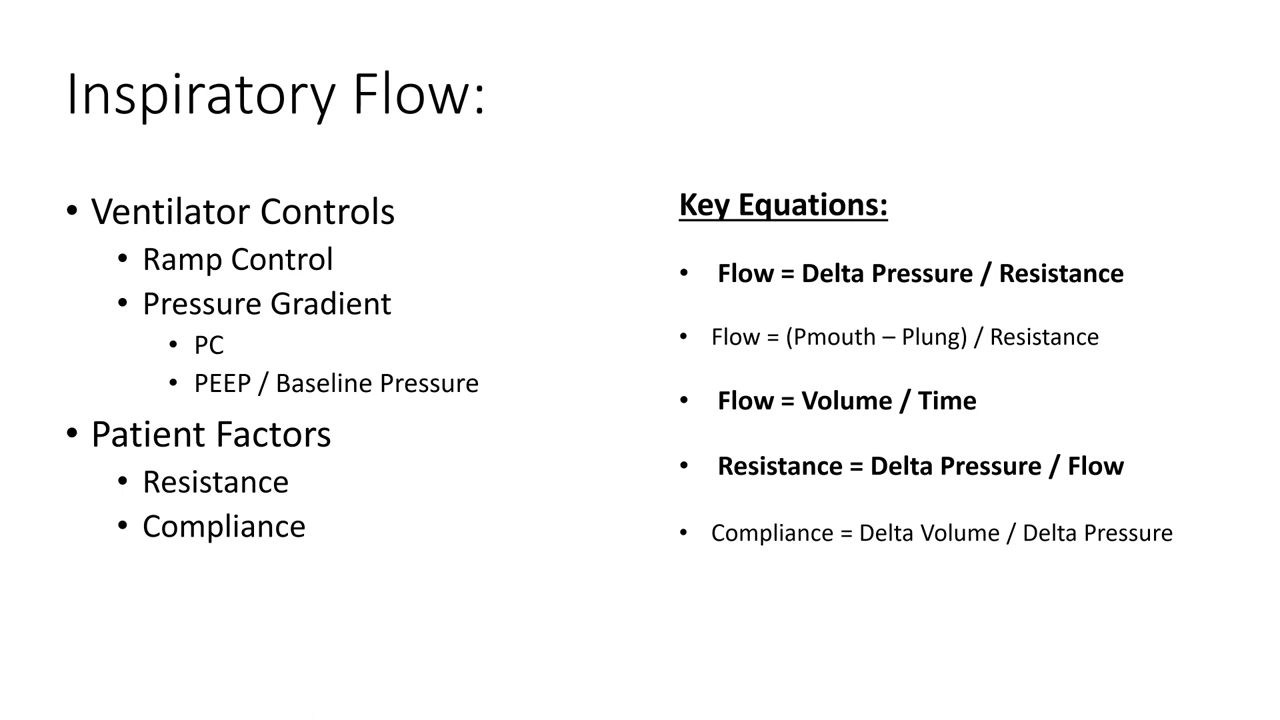 Inspiratory Flow:
• Ventilator Controls
• Ramp Control
• Pressure Gradient
• PC
• PEEP / Baseline Pressure
• Patient Factors
• Resistance
• Compliance
Key Equations:
• Flow = Delta Pressure / Resistance
• Flow = (Pmouth – Plung) / Resistance
• Flow = Volume / Time
• Resistance = Delta Pressure / Flow
• Compliance = Delta Volume / Delta Pressure